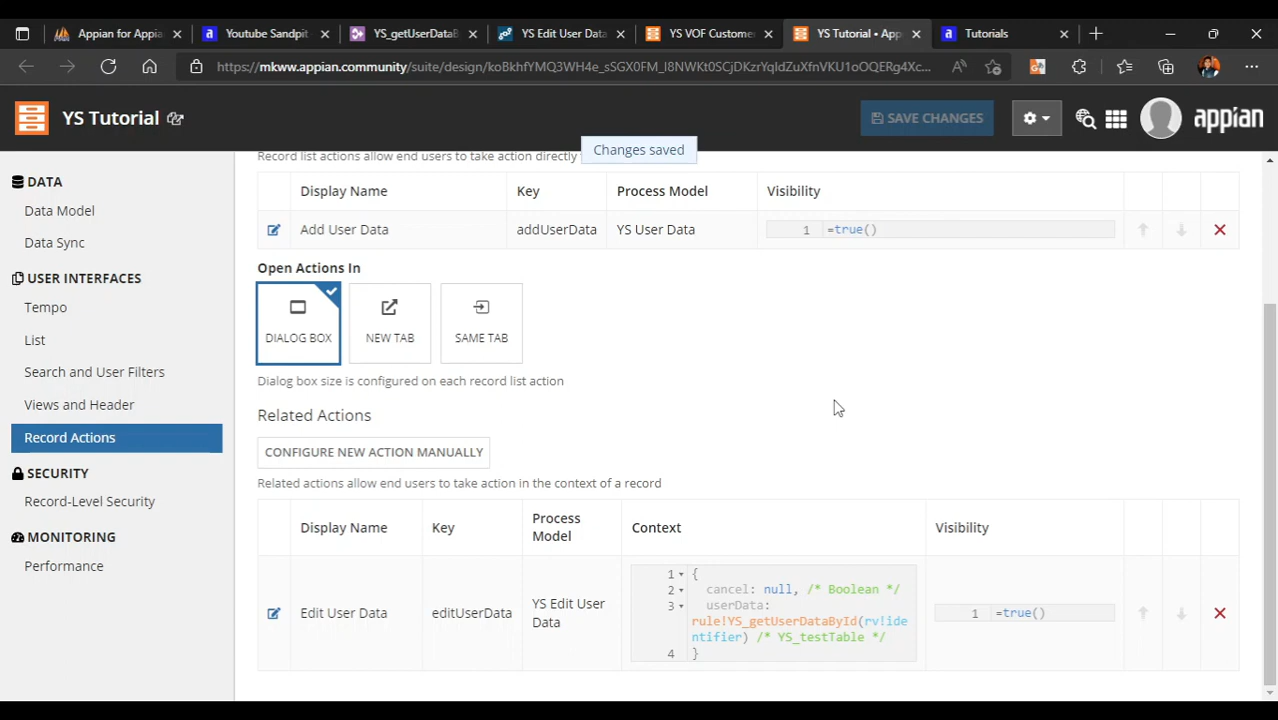 Appian for Appia
Youtube Sandpit
YS_getUserDataB
YS Edit User Data
YS VOF Custome
YS Tutorial • App
Tutorials
https://mkww.appian.community/suite/design/
YS Tutorial
SAVE CHANGES
appian
Changes saved
DATA
Data Model
Data Sync
USER INTERFACES
Tempo
List
Search and User Filters
Views and Header
Record Actions
SECURITY
Record-Level Security
MONITORING
Performance
Record list actions allow end users to take action directly
Display Name Key Process Model Visibility
Add User Data addUserData YS User Data 1 =true()
Open Actions In
DIALOG BOX NEW TAB SAME TAB
Dialog box size is configured on each record list action
Related Actions
CONFIGURE NEW ACTION MANUALLY
Related actions allow end users to take action in the context of a record
Display Name Key Process Model Context Visibility
Edit User Data editUserData YS Edit User Data
1 {
2 cancel: null, /* Boolean */
3 userData:
rule!YS_getUserDataById(rv!ide
ntifier) /* YS_testTable */
4 }
1 =true()